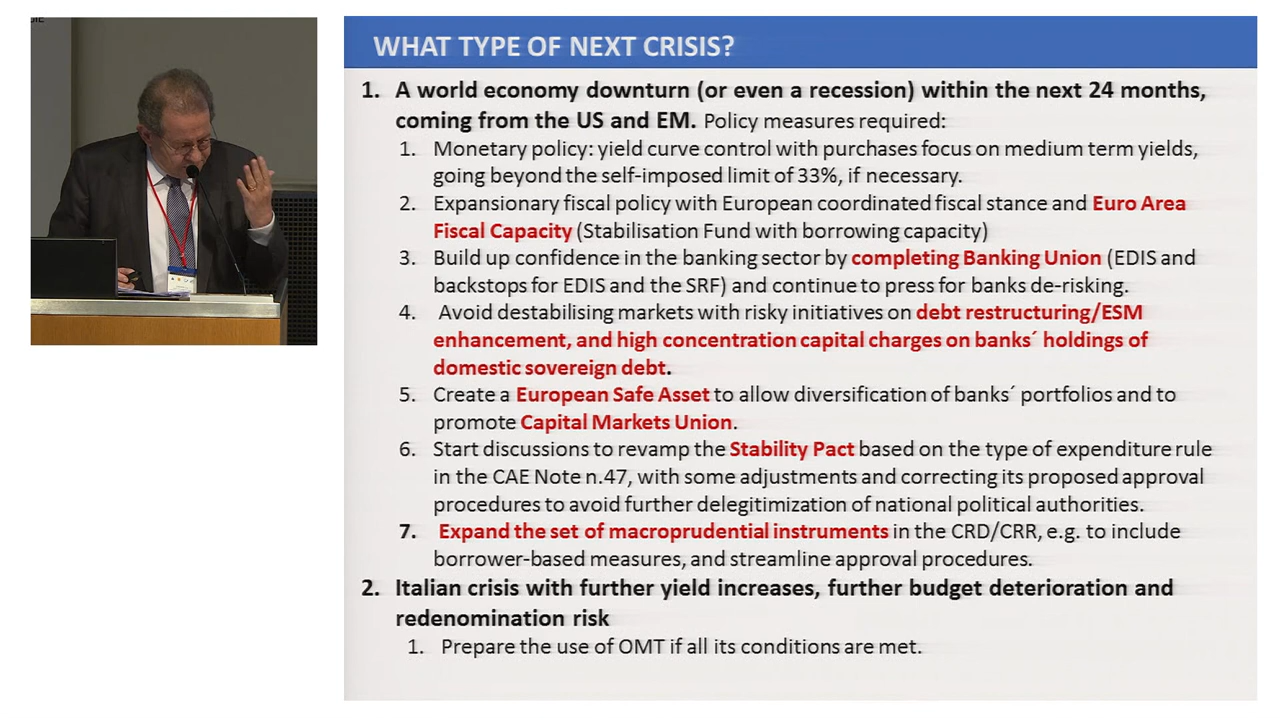 WHAT TYPE OF NEXT CRISIS?
1. A world economy downturn (or even a recession) within the next 24 months,
coming from the US and EM. Policy measures required:
1. Monetary policy: yield curve control with purchases focus on medium term yields,
going beyond the self-imposed limit of 33%, if necessary.
2. Expansionary fiscal policy with European coordinated fiscal stance and Euro Area
Fiscal Capacity (Stabilisation Fund with borrowing capacity)
3. Build up confidence in the banking sector by completing Banking Union (EDIS and
backstops for EDIS and the SRF) and continue to press for banks de-risking.
4. Avoid destabilising markets with risky initiatives on debt restructuring/ESM
enhancement, and high concentration capital charges on banks´ holdings of
domestic sovereign debt.
5. Create a European Safe Asset to allow diversification of banks´ portfolios and to
promote Capital Markets Union.
6. Start discussions to revamp the Stability Pact based on the type of expenditure rule
in the CAE Note n.47, with some adjustments and correcting its proposed approval
procedures to avoid further delegitimization of national political authorities.
7. Expand the set of macroprudential instruments in the CRD/CRR, e.g. to include
borrower-based measures, and streamline approval procedures.
2. Italian crisis with further yield increases, further budget deterioration and
redenomination risk
1. Prepare the use of OMT if all its conditions are met.